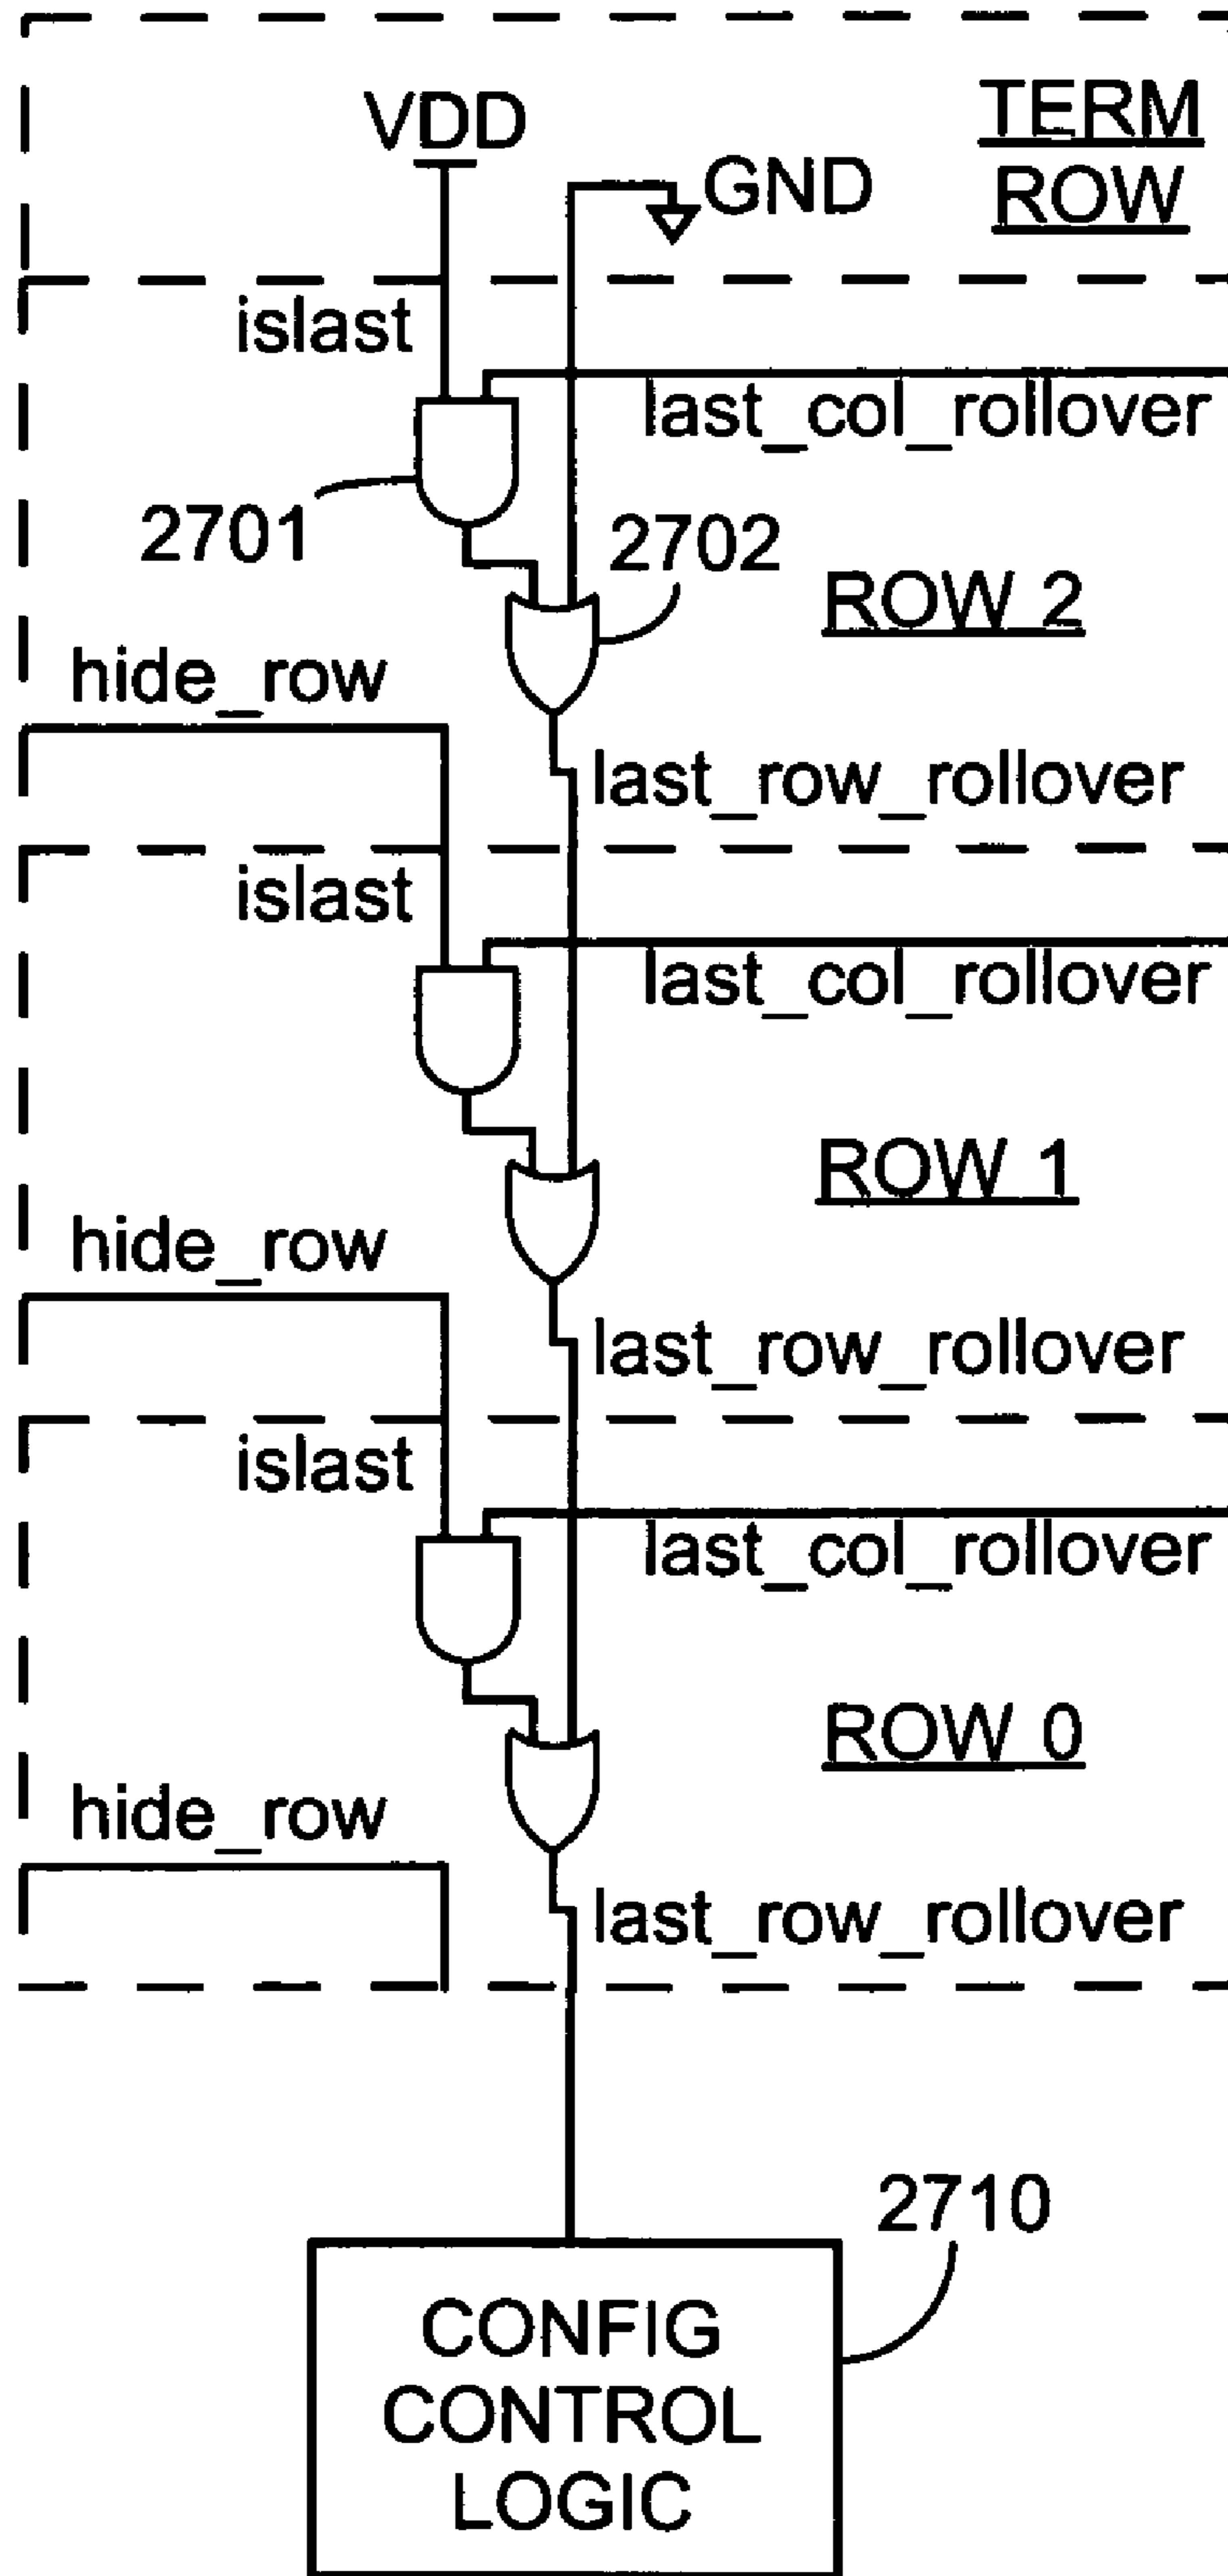 VDD
TERM
ROW
GND
islast
last_col_rollover
2701
2702
ROW 2
hide_row
last_row_rollover
islast
last_col_rollover
ROW 1
hide_row
last_row_rollover
islast
last_col_rollover
ROW 0
hide_row
last_row_rollover
2710
CONFIG
CONTROL
LOGIC